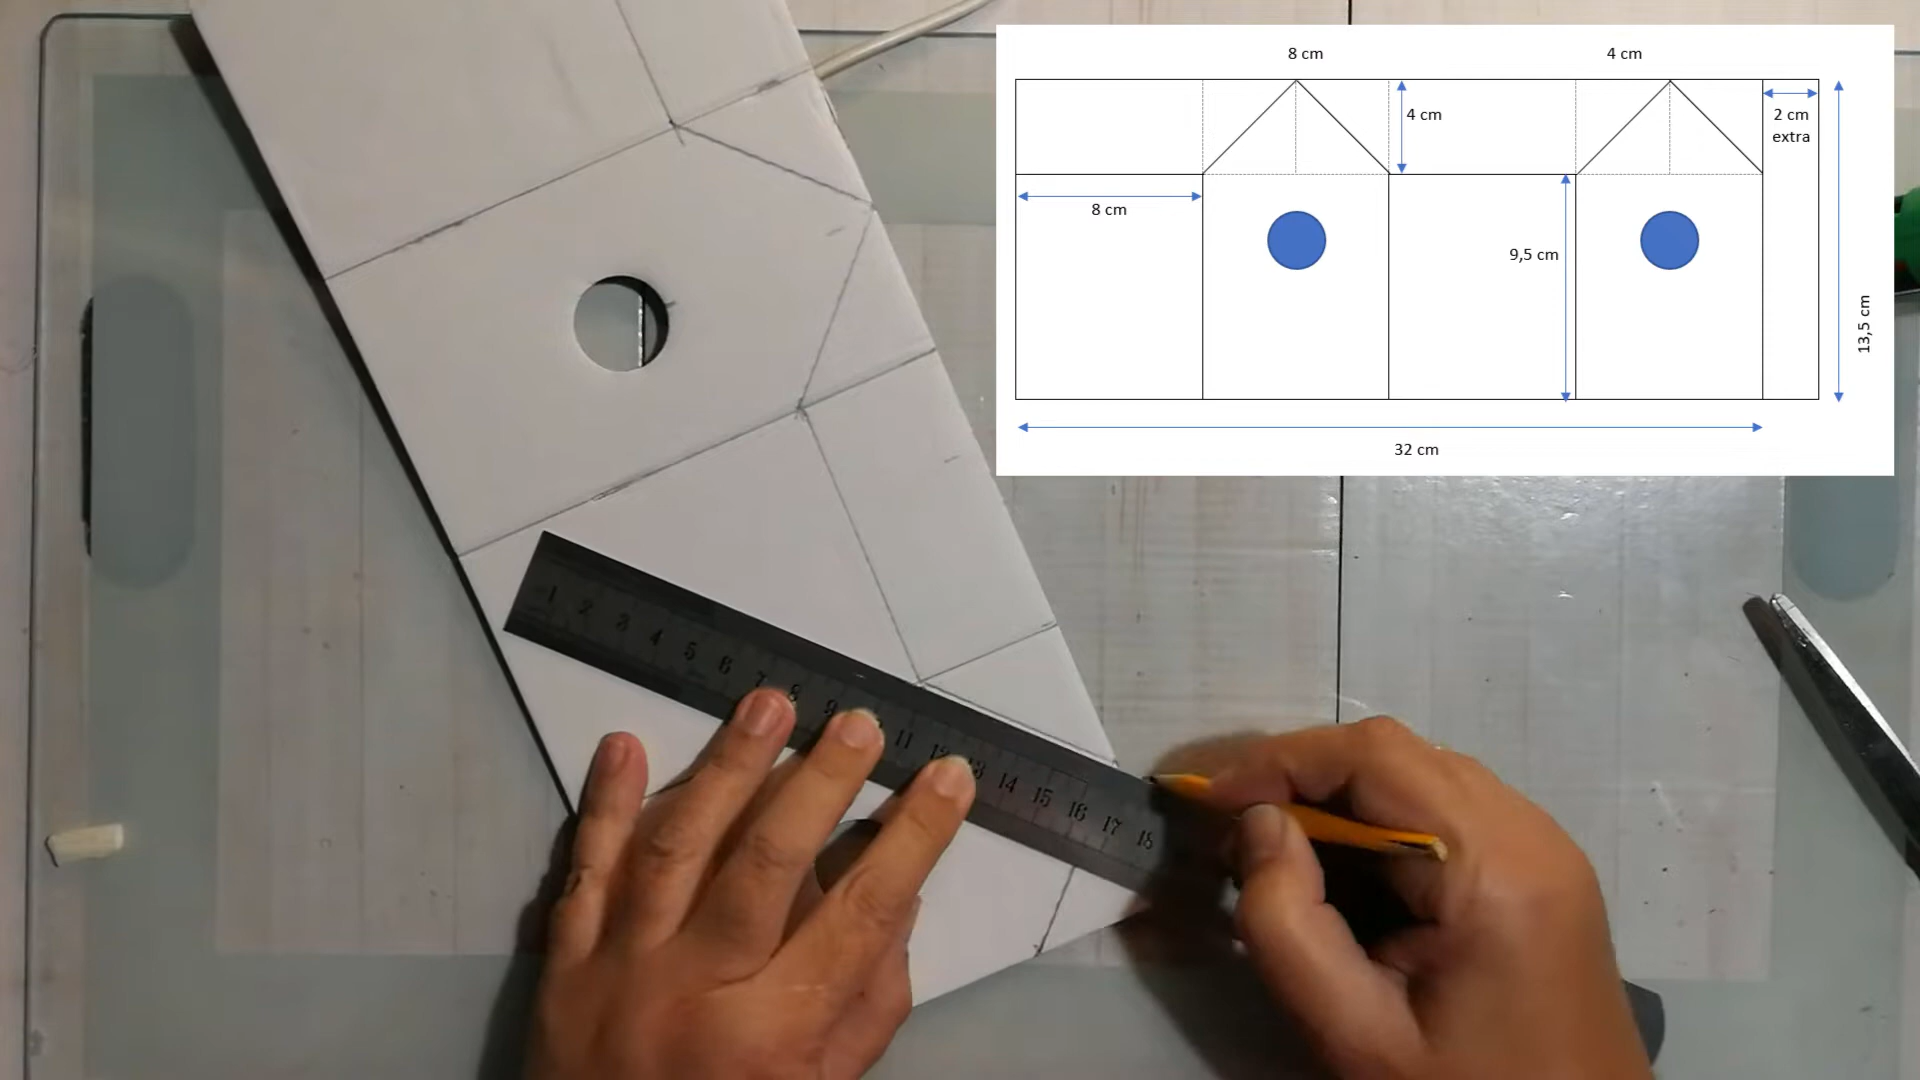 8 cm
4 cm
4 cm
2 cm
extra
8 cm
9,5 cm
13,5 cm
32 cm
1 2 3 4 5 6 7 8 9 11 12 13 14 15 16 17 18